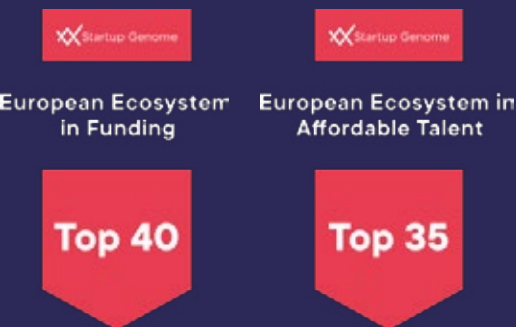 Startup Genome
European Ecosystem
in Funding
Top 40
Startup Genome
European Ecosystem in
Affordable Talent
Top 35